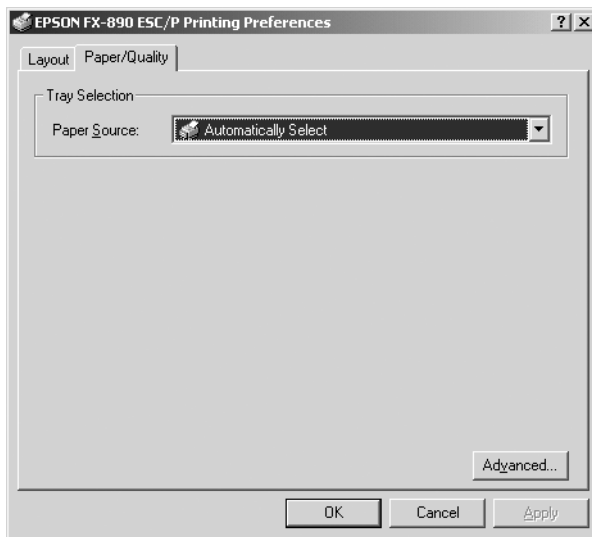 EPSON FX-890 ESC/P Printing Preferences ? X
Layout Paper/Quality
Tray Selection
Paper Source: Automatically Select
Advanced...
OK Cancel Apply